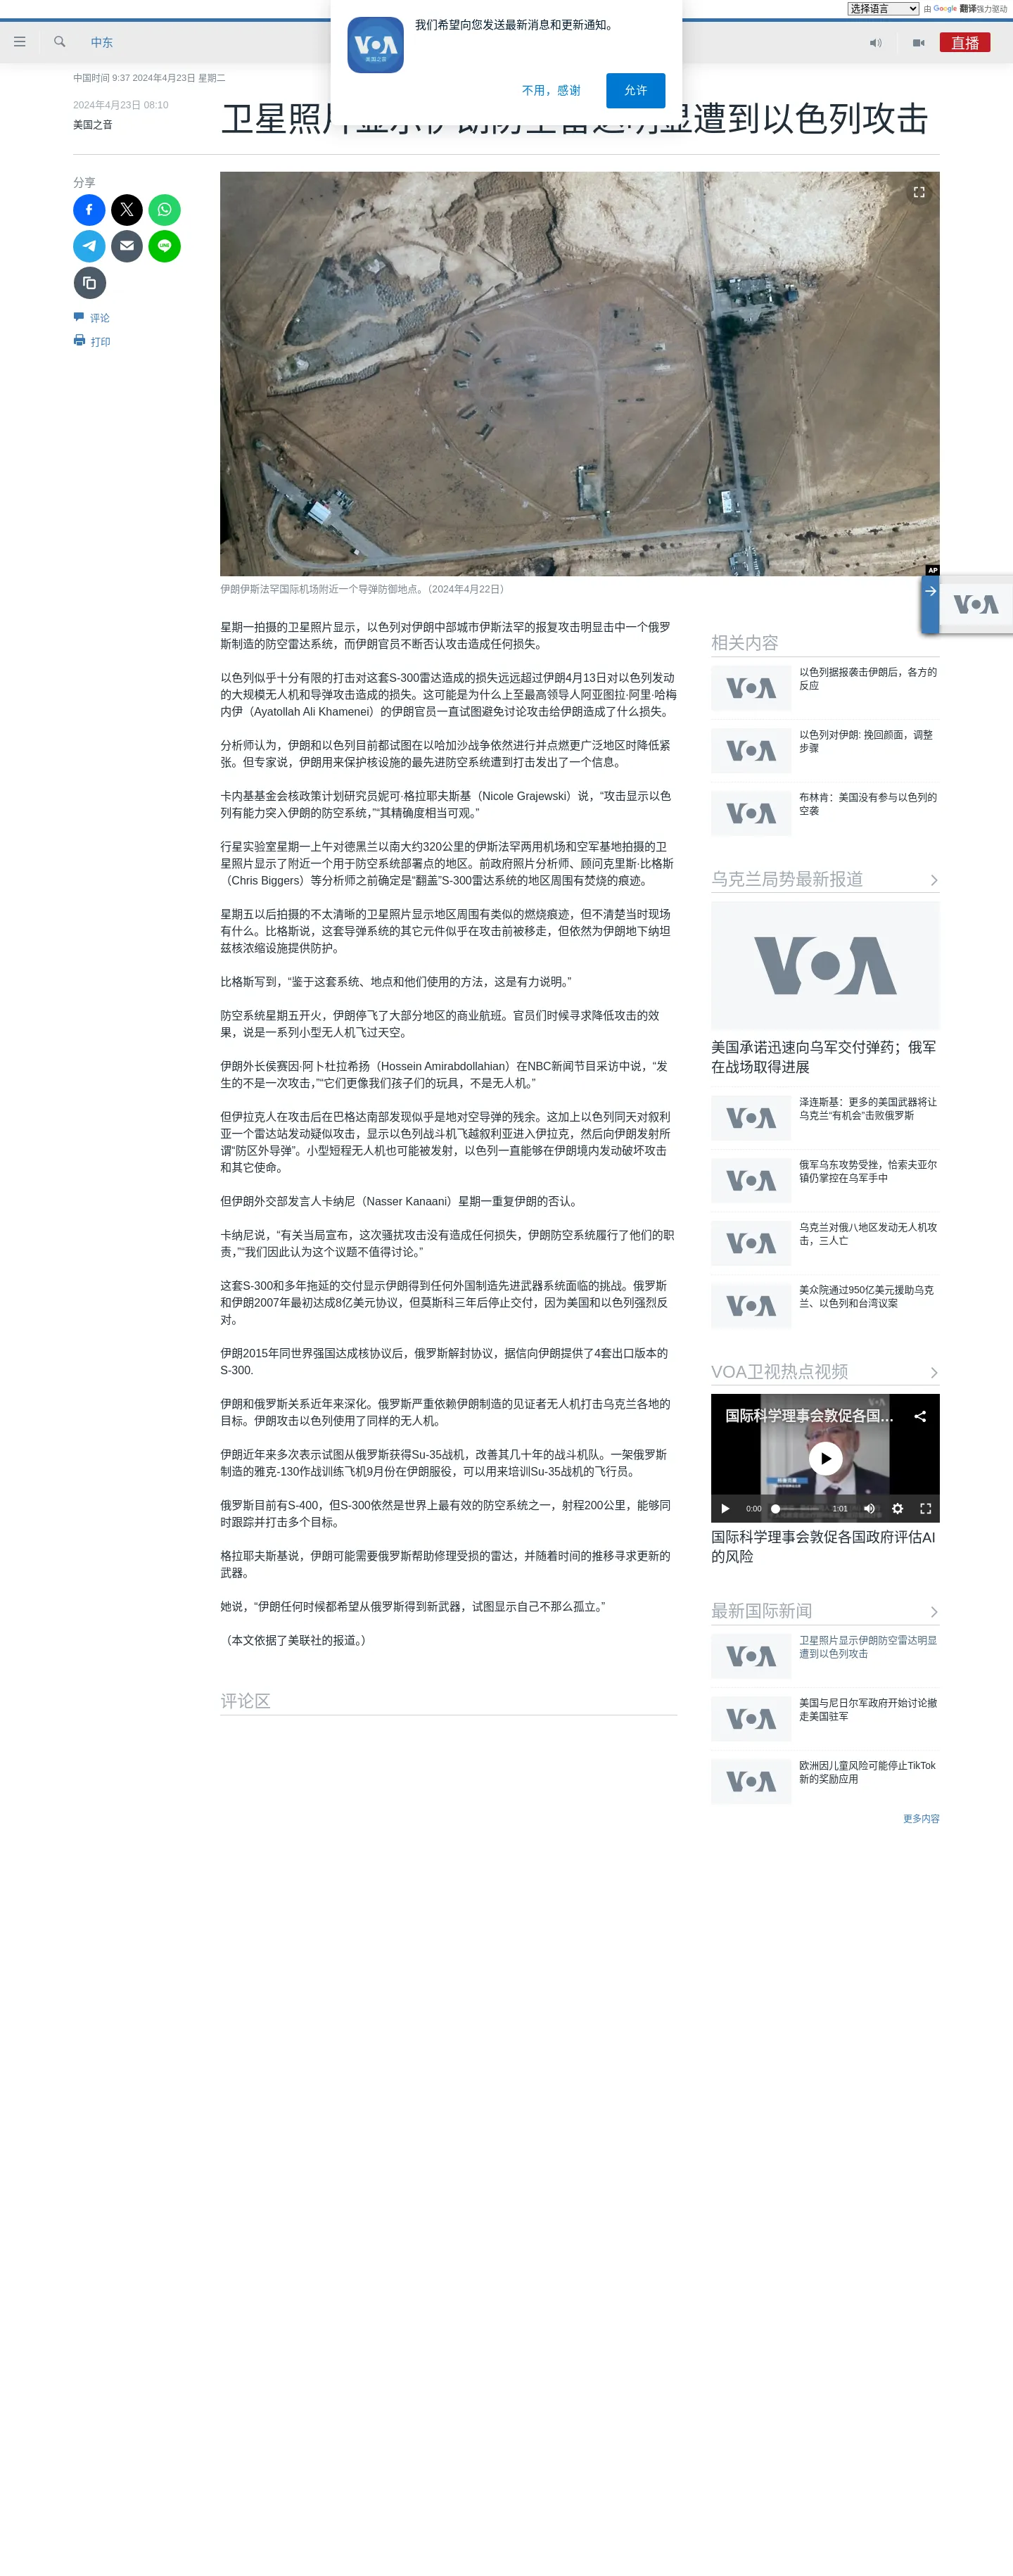 选择语言 由 Google 翻译强力驱动
我们希望向您发送最新消息和更新通知。
VOA
美国之音
不用，感谢
允许
中东
直播
中国时间 9:37 2024年4月23日 星期二
2024年4月23日 08:10
美国之音
卫星照片显示伊朗防空雷达明显遭到以色列攻击
分享
评论
打印
AP
伊朗伊斯法罕国际机场附近一个导弹防御地点。（2024年4月22日）
星期一拍摄的卫星照片显示，以色列对伊朗中部城市伊斯法罕的报复攻击明显击中一个俄罗
斯制造的防空雷达系统，而伊朗官员不断否认攻击造成任何损失。
以色列似乎十分有限的打击对这套S-300雷达造成的损失远远超过伊朗4月13日对以色列发动
的大规模无人机和导弹攻击造成的损失。这可能是为什么上至最高领导人阿亚图拉·阿里·哈梅
内伊（Ayatollah Ali Khamenei）的伊朗官员一直试图避免讨论攻击给伊朗造成了什么损失。
分析师认为，伊朗和以色列目前都试图在以哈加沙战争依然进行并点燃更广泛地区时降低紧
张。但专家说，伊朗用来保护核设施的最先进防空系统遭到打击发出了一个信息。
卡内基基金会核政策计划研究员妮可·格拉耶夫斯基（Nicole Grajewski）说，“攻击显示以色
列有能力突入伊朗的防空系统，”“其精确度相当可观。”
行星实验室星期一上午对德黑兰以南大约320公里的伊斯法罕两用机场和空军基地拍摄的卫
星照片显示了附近一个用于防空系统部署点的地区。前政府照片分析师、顾问克里斯·比格斯
（Chris Biggers）等分析师之前确定是“翻盖”S-300雷达系统的地区周围有焚烧的痕迹。
星期五以后拍摄的不太清晰的卫星照片显示地区周围有类似的燃烧痕迹，但不清楚当时现场
有什么。比格斯说，这套导弹系统的其它元件似乎在攻击前被移走，但依然为伊朗地下纳坦
兹核浓缩设施提供防护。
比格斯写到，“鉴于这套系统、地点和他们使用的方法，这是有力说明。”
防空系统星期五开火，伊朗停飞了大部分地区的商业航班。官员们时候寻求降低攻击的效
果，说是一系列小型无人机飞过天空。
伊朗外长侯赛因·阿卜杜拉希扬（Hossein Amirabdollahian）在NBC新闻节目采访中说，“发
生的不是一次攻击，”“它们更像我们孩子们的玩具，不是无人机。”
但伊拉克人在攻击后在巴格达南部发现似乎是地对空导弹的残余。这加上以色列同天对叙利
亚一个雷达站发动疑似攻击，显示以色列战斗机飞越叙利亚进入伊拉克，然后向伊朗发射所
谓“防区外导弹”。小型短程无人机也可能被发射，以色列一直能够在伊朗境内发动破坏攻击
和其它使命。
但伊朗外交部发言人卡纳尼（Nasser Kanaani）星期一重复伊朗的否认。
卡纳尼说，“有关当局宣布，这次骚扰攻击没有造成任何损失，伊朗防空系统履行了他们的职
责，”“我们因此认为这个议题不值得讨论。”
这套S-300和多年拖延的交付显示伊朗得到任何外国制造先进武器系统面临的挑战。俄罗斯
和伊朗2007年最初达成8亿美元协议，但莫斯科三年后停止交付，因为美国和以色列强烈反
对。
伊朗2015年同世界强国达成核协议后，俄罗斯解封协议，据信向伊朗提供了4套出口版本的
S-300.
伊朗和俄罗斯关系近年来深化。俄罗斯严重依赖伊朗制造的见证者无人机打击乌克兰各地的
目标。伊朗攻击以色列使用了同样的无人机。
伊朗近年来多次表示试图从俄罗斯获得Su-35战机，改善其几十年的战斗机队。一架俄罗斯
制造的雅克-130作战训练飞机9月份在伊朗服役，可以用来培训Su-35战机的飞行员。
俄罗斯目前有S-400，但S-300依然是世界上最有效的防空系统之一，射程200公里，能够同
时跟踪并打击多个目标。
格拉耶夫斯基说，伊朗可能需要俄罗斯帮助修理受损的雷达，并随着时间的推移寻求更新的
武器。
她说，“伊朗任何时候都希望从俄罗斯得到新武器，试图显示自己不那么孤立。”
（本文依据了美联社的报道。）
评论区
VOA
相关内容
VOA
以色列据报袭击伊朗后，各方的
反应
VOA
以色列对伊朗: 挽回颜面，调整
步骤
VOA
布林肯：美国没有参与以色列的
空袭
乌克兰局势最新报道
VOA
美国承诺迅速向乌军交付弹药；俄军
在战场取得进展
VOA
泽连斯基：更多的美国武器将让
乌克兰“有机会”击败俄罗斯
VOA
俄军乌东攻势受挫，恰索夫亚尔
镇仍掌控在乌军手中
VOA
乌克兰对俄八地区发动无人机攻
击，三人亡
VOA
美众院通过950亿美元援助乌克
兰、以色列和台湾议案
VOA卫视热点视频
国际科学理事会敦促各国...
VOA
0:00
1:01
国际科学理事会敦促各国政府评估AI
的风险
最新国际新闻
VOA
卫星照片显示伊朗防空雷达明显
遭到以色列攻击
VOA
美国与尼日尔军政府开始讨论撤
走美国驻军
VOA
欧洲因儿童风险可能停止TikTok
新的奖励应用
更多内容